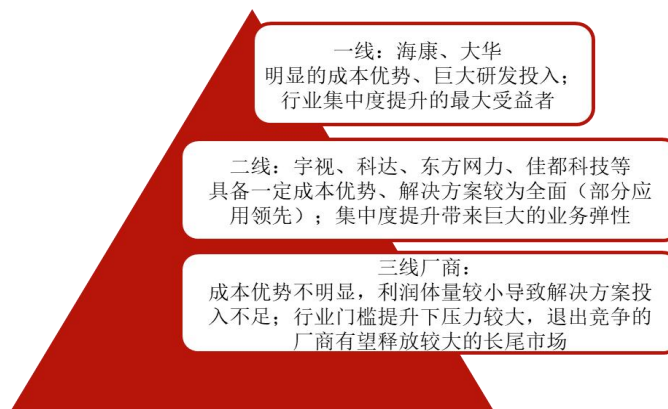 一线：海康、大华
明显的成本优势、巨大研发投入；
行业集中度提升的最大受益者
二线：宇视、科达、东方网力、佳都科技等
具备一定成本优势、解决方案较为全面（部分应
用领先）；集中度提升带来巨大的业务弹性
三线厂商：
成本优势不明显，利润体量较小导致解决方案投
入不足；行业门槛提升下压力较大，退出竞争的
厂商有望释放较大的长尾市场